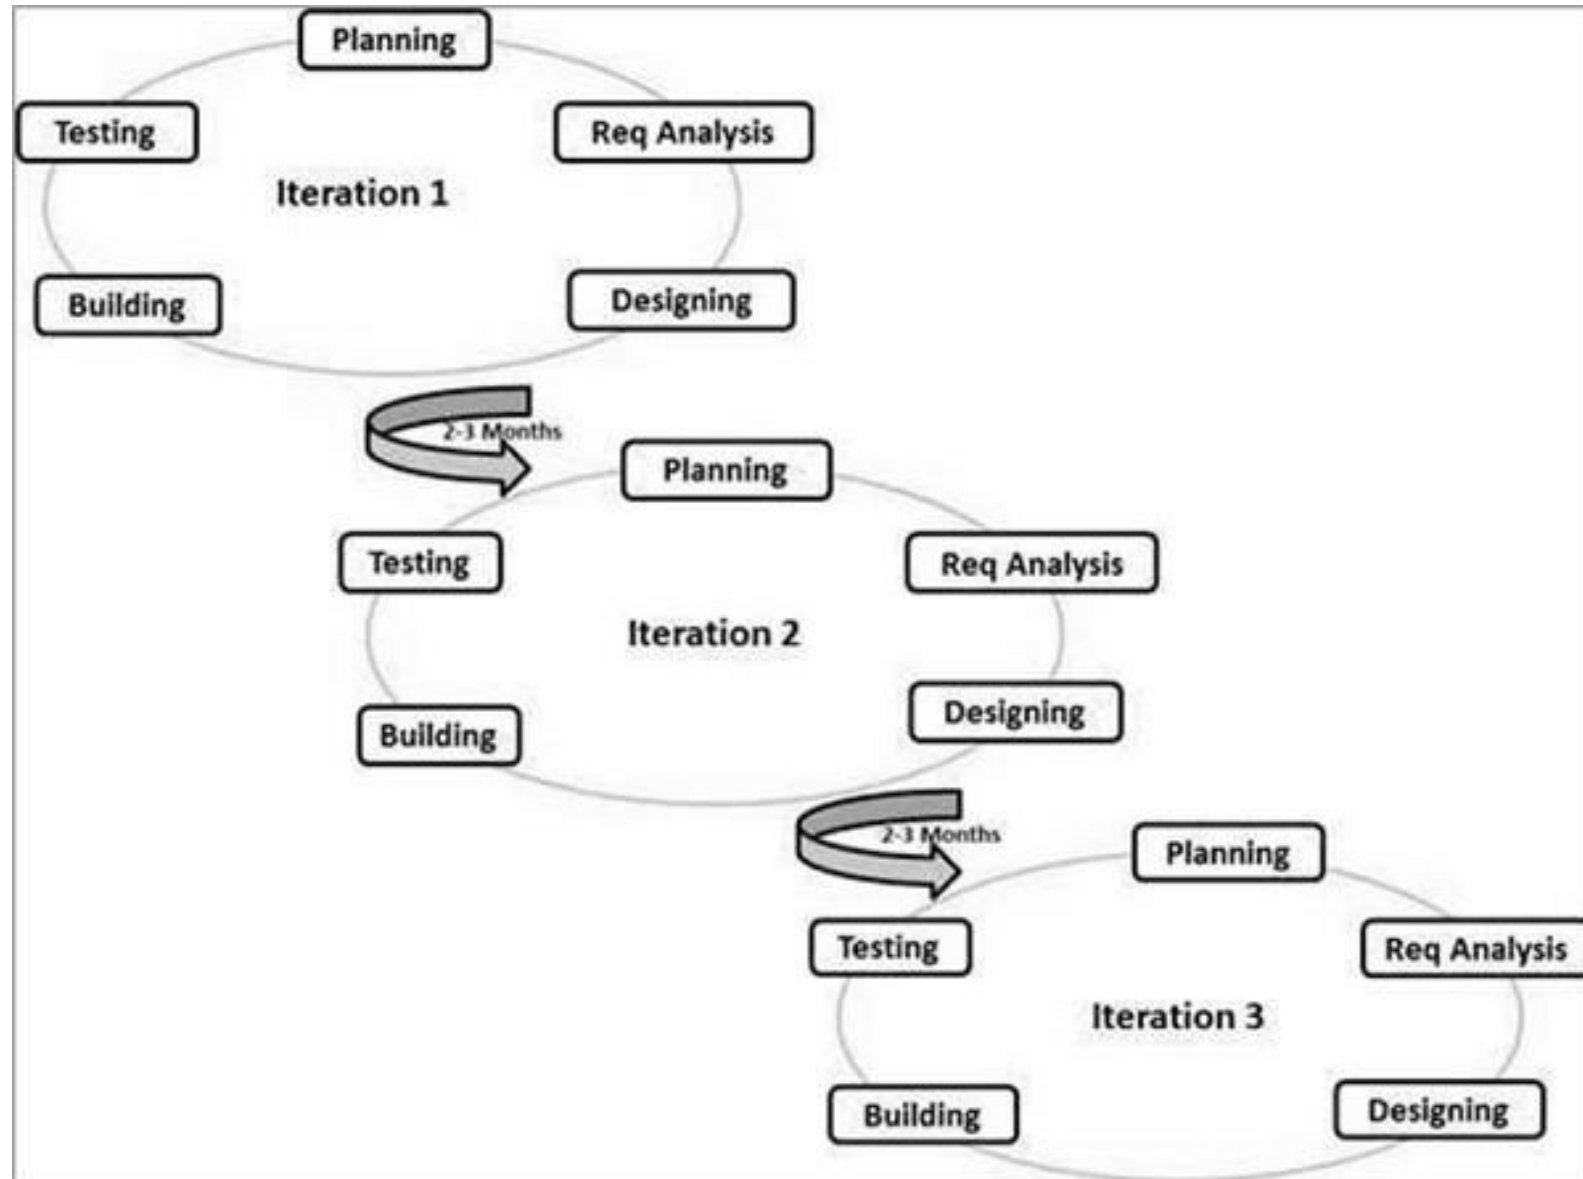 Planning
Testing
Req Analysis
Iteration 1
Building
Designing
2-3 Months
Planning
Testing
Req Analysis
Iteration 2
Building
Designing
2-3 Months
Planning
Testing
Req Analysis
Iteration 3
Building
Designing